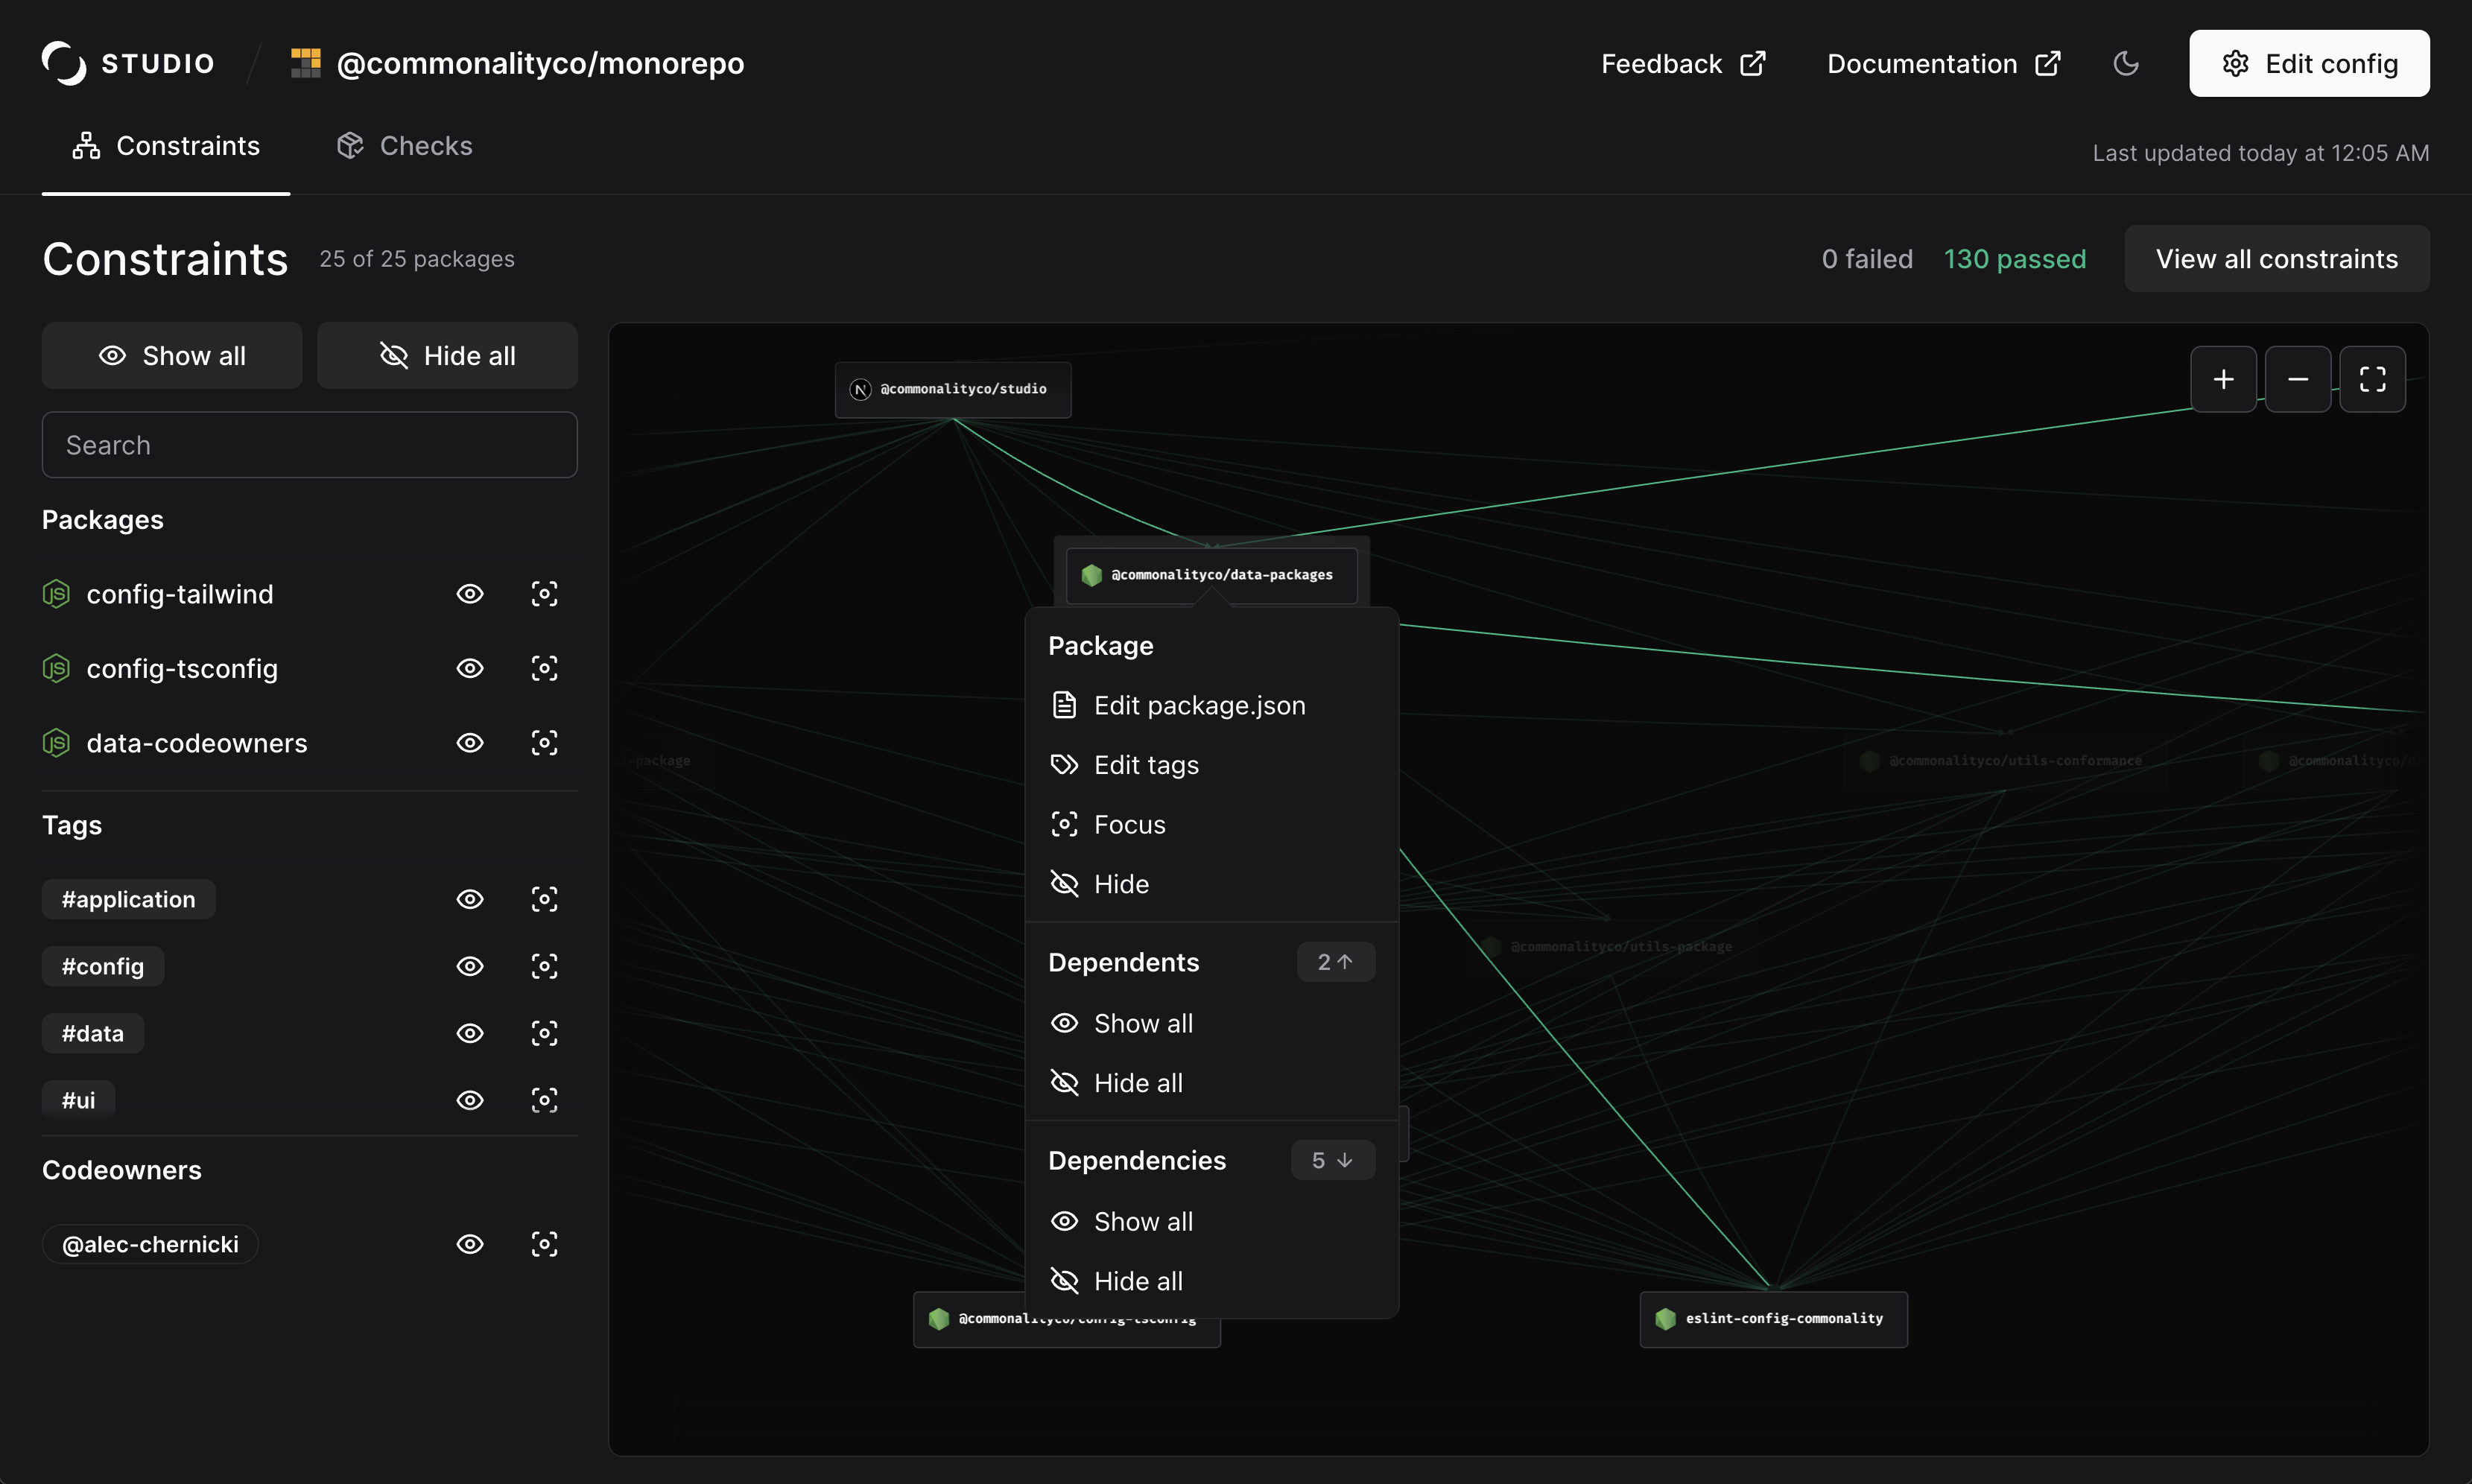 STUDIO / @commonalityco/monorepo
Feedback
Documentation
Edit config
Constraints
Checks
Last updated today at 12:05 AM
Constraints
25 of 25 packages
0 failed
130 passed
View all constraints
Show all
Hide all
Search
Packages
config-tailwind
config-tsconfig
data-codeowners
Tags
#application
#config
#data
#ui
Codeowners
@alec-chernicki
@commonalityco/studio
@commonalityco/data-packages
Package
Edit package.json
Edit tags
Focus
Hide
Dependents
2
Show all
Hide all
Dependencies
5
Show all
Hide all
-package
@commonalityco/utils-conformance
@commonalityco/
@commonalityco/utils-package
@commonalityco/config-tsconfig
eslint-config-commonality